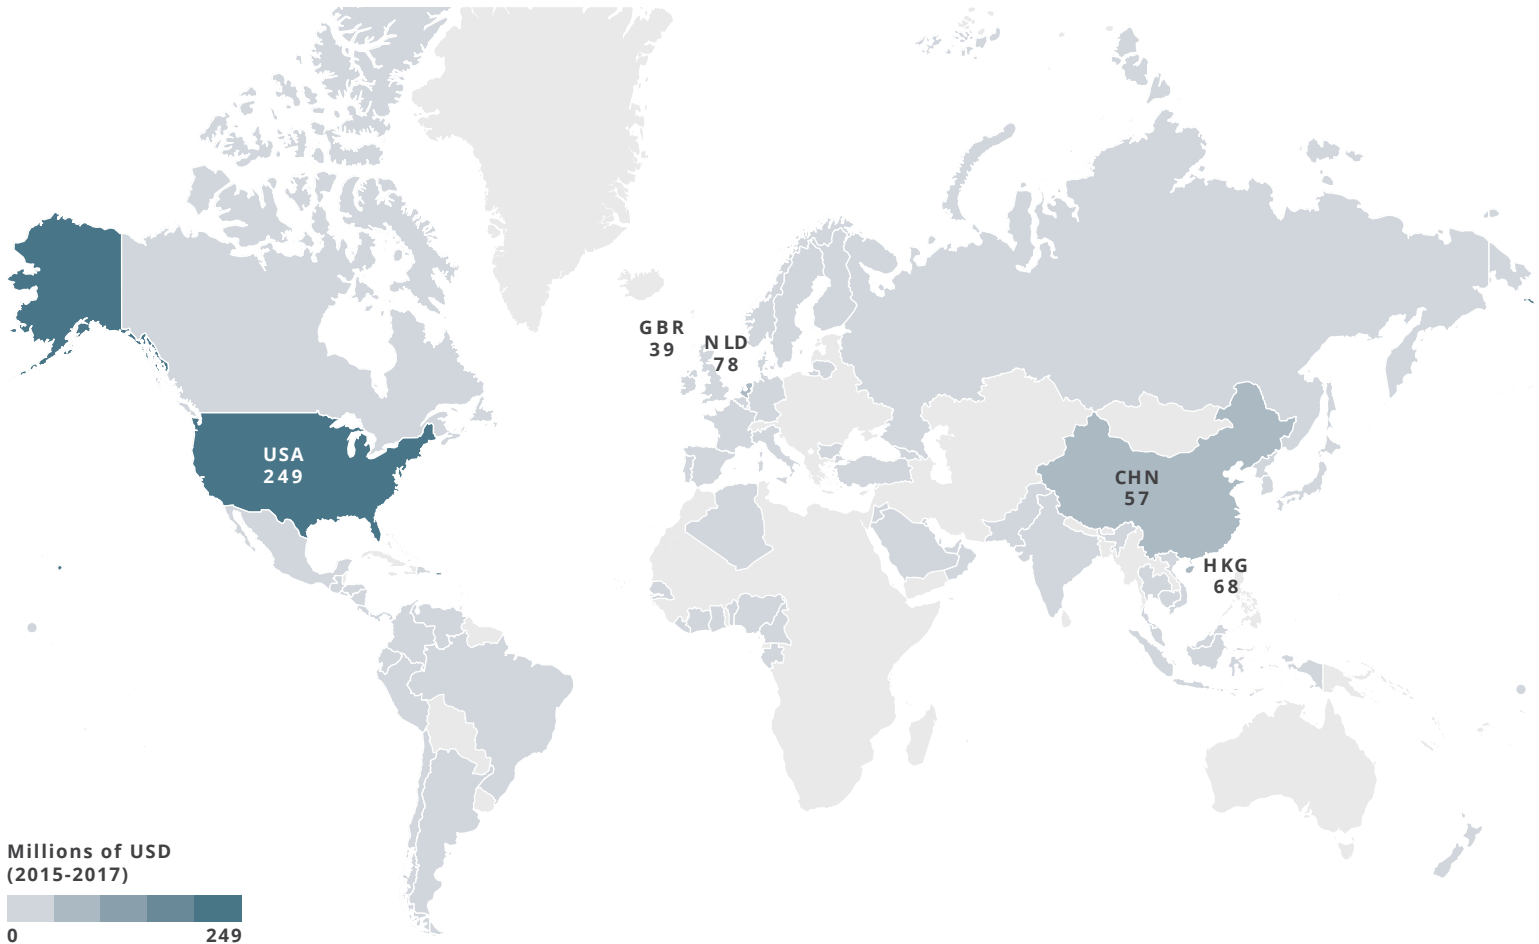 GBR
39
NLD
78
USA
249
CHN
57
HKG
68
Millions of USD
(2015-2017)
0 249